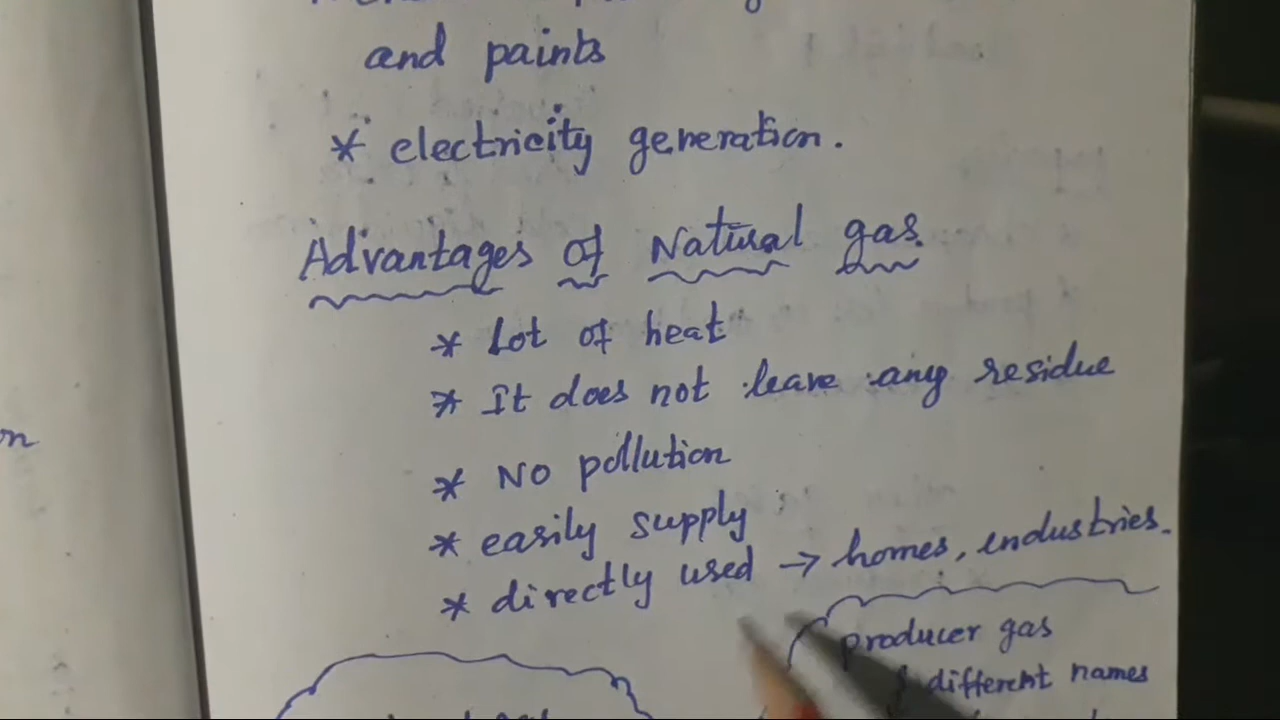 and paints
* electricity generation.
Advantages of Natural gas.
* Lot of heat
* It does not leave any residue
* No pollution
* easily supply
* directly used → homes, industries.
producer gas
different names